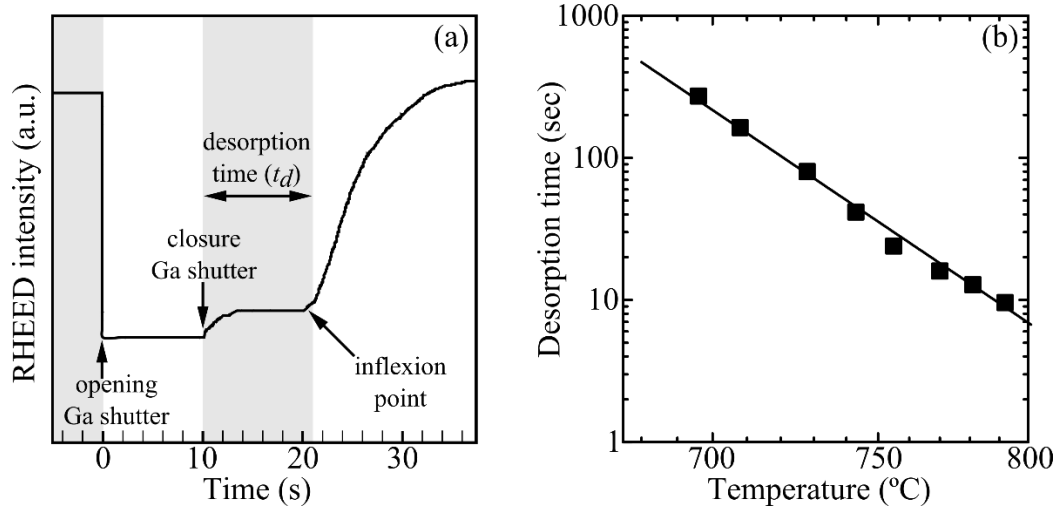 (a)
RHEED intensity (a.u.)
desorption
time (t_d)
closure
Ga shutter
opening
Ga shutter
inflexion
point
0 10 20 30
Time (s)
(b)
Desorption time (sec)
1000
100
10
1
700 750 800
Temperature (ºC)